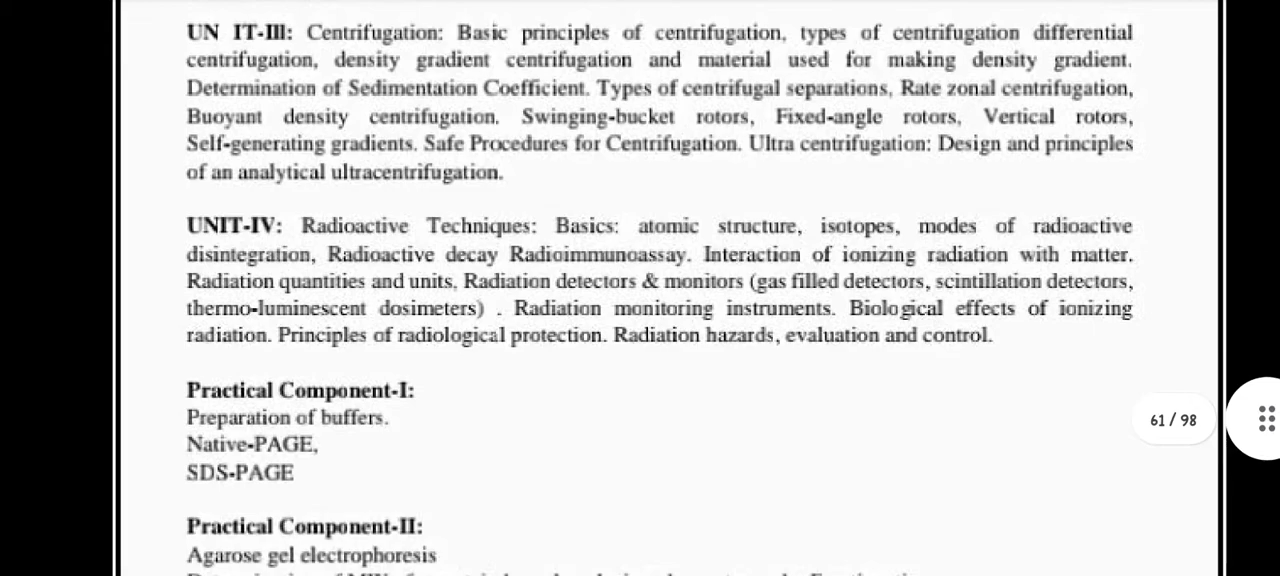 UN IT-III: Centrifugation: Basic principles of centrifugation, types of centrifugation differential
centrifugation, density gradient centrifugation and material used for making density gradient.
Determination of Sedimentation Coefficient. Types of centrifugal separations, Rate zonal centrifugation,
Buoyant density centrifugation. Swinging-bucket rotors, Fixed-angle rotors, Vertical rotors,
Self-generating gradients. Safe Procedures for Centrifugation. Ultra centrifugation: Design and principles
of an analytical ultracentrifugation.
UNIT-IV: Radioactive Techniques: Basics: atomic structure, isotopes, modes of radioactive
disintegration, Radioactive decay Radioimmunoassay. Interaction of ionizing radiation with matter.
Radiation quantities and units, Radiation detectors & monitors (gas filled detectors, scintillation detectors,
thermo-luminescent dosimeters) . Radiation monitoring instruments. Biological effects of ionizing
radiation. Principles of radiological protection. Radiation hazards, evaluation and control.
Practical Component-I:
Preparation of buffers.
Native-PAGE,
61 / 98
SDS-PAGE
Practical Component-II:
Agarose gel electrophoresis